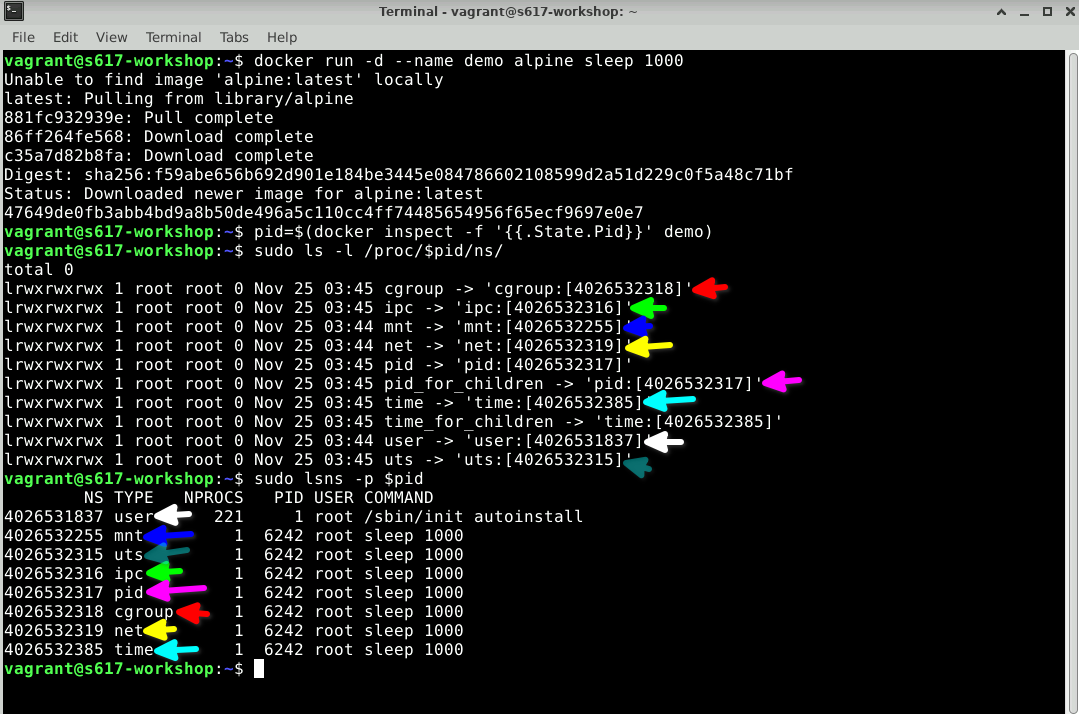 Terminal - vagrant@s617-workshop: ~
File Edit View Terminal Tabs Help
vagrant@s617-workshop:~$ docker run -d --name demo alpine sleep 1000
Unable to find image 'alpine:latest' locally
latest: Pulling from library/alpine
881fc932939e: Pull complete
86ff264fe568: Download complete
c35a7d82b8fa: Download complete
Digest: sha256:f59abe656b692d901e184be3445e084786602108599d2a51d229c0f5a48c71bf
Status: Downloaded newer image for alpine:latest
47649de0fb3abb4bd9a8b50de496a5c110cc4ff74485654956f65ecf9697e0e7
vagrant@s617-workshop:~$ pid=$(docker inspect -f '{{.State.Pid}}' demo)
vagrant@s617-workshop:~$ sudo ls -l /proc/$pid/ns/
total 0
lrwxrwxrwx 1 root root 0 Nov 25 03:45 cgroup -> 'cgroup:[4026532318]'
lrwxrwxrwx 1 root root 0 Nov 25 03:45 ipc -> 'ipc:[4026532316]'
lrwxrwxrwx 1 root root 0 Nov 25 03:44 mnt -> 'mnt:[4026532255]'
lrwxrwxrwx 1 root root 0 Nov 25 03:44 net -> 'net:[4026532319]'
lrwxrwxrwx 1 root root 0 Nov 25 03:45 pid -> 'pid:[4026532317]'
lrwxrwxrwx 1 root root 0 Nov 25 03:45 pid_for_children -> 'pid:[4026532317]'
lrwxrwxrwx 1 root root 0 Nov 25 03:45 time -> 'time:[4026532385]'
lrwxrwxrwx 1 root root 0 Nov 25 03:45 time_for_children -> 'time:[4026532385]'
lrwxrwxrwx 1 root root 0 Nov 25 03:44 user -> 'user:[4026531837]'
lrwxrwxrwx 1 root root 0 Nov 25 03:45 uts -> 'uts:[4026532315]'
vagrant@s617-workshop:~$ sudo lsns -p $pid
NS TYPE NPROCS PID USER COMMAND
4026531837 user 221 1 root /sbin/init autoinstall
4026532255 mnt 1 6242 root sleep 1000
4026532315 uts 1 6242 root sleep 1000
4026532316 ipc 1 6242 root sleep 1000
4026532317 pid 1 6242 root sleep 1000
4026532318 cgroup 1 6242 root sleep 1000
4026532319 net 1 6242 root sleep 1000
4026532385 time 1 6242 root sleep 1000
vagrant@s617-workshop:~$